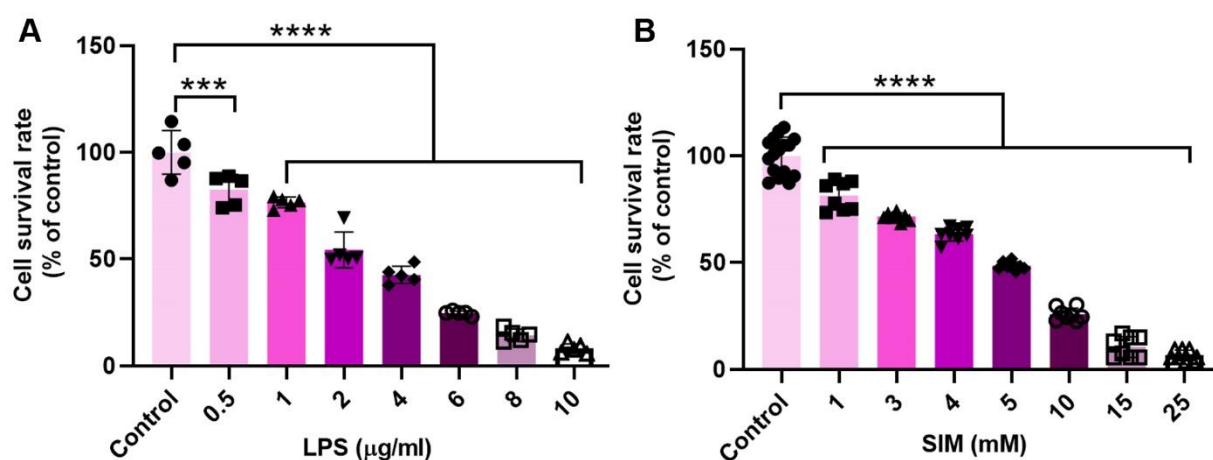 A
Cell survival rate
(% of control)
150
100
50
0
****
***
Control
0.5
1
2
4
6
8
10
LPS (μg/ml)
B
Cell survival rate
(% of control)
150
100
50
0
****
Control
1
3
4
5
10
15
25
SIM (mM)